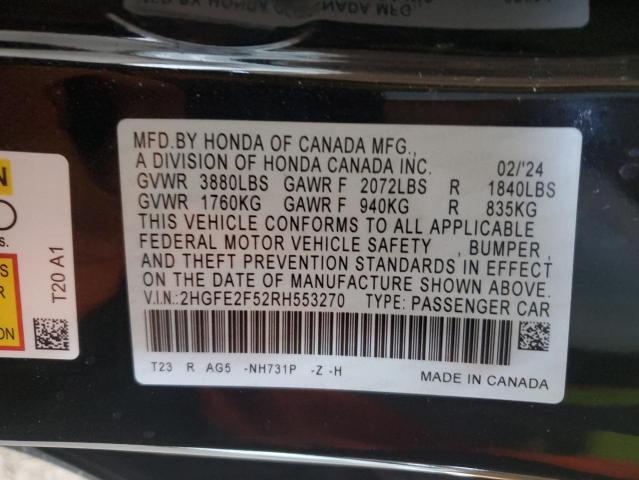 MFD.BY HONDA OF CANADA MFG.,
A DIVISION OF HONDA CANADA INC. 02/'24
GVWR 3880LBS GAWR F 2072LBS R 1840LBS
GVWR 1760KG GAWR F 940KG R 835KG
THIS VEHICLE CONFORMS TO ALL APPLICABLE
FEDERAL MOTOR VEHICLE SAFETY , BUMPER ,
AND THEFT PREVENTION STANDARDS IN EFFECT
ON THE DATE OF MANUFACTURE SHOWN ABOVE.
V.I.N.:2HGFE2F52RH553270 TYPE: PASSENGER CAR
T23 R AG5 -NH731P -Z -H
MADE IN CANADA
T20 A1